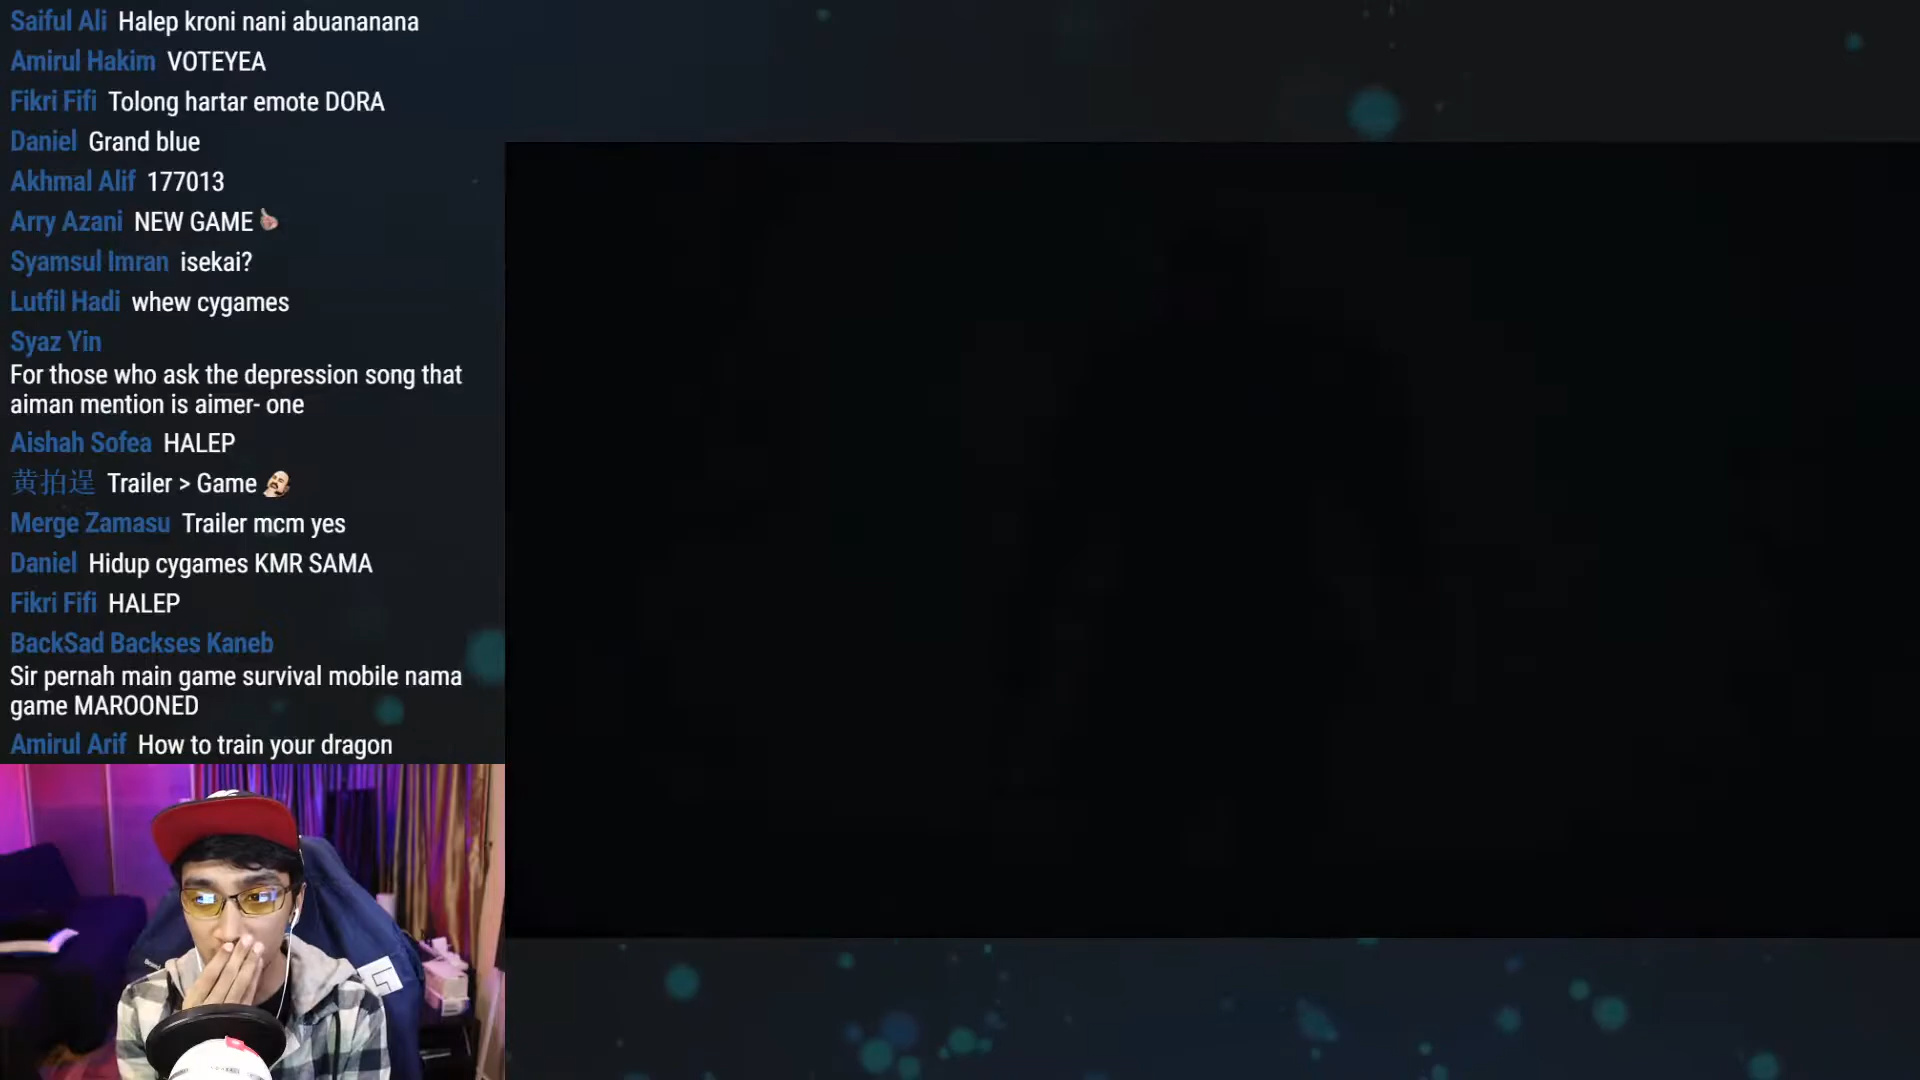 Saiful Ali Halep kroni nani abuananana
Amirul Hakim VOTEYEA
Fikri Fifi Tolong hartar emote DORA
Daniel Grand blue
Akhmal Alif 177013
Arry Azani NEW GAME
Syamsul Imran isekai?
Lutfil Hadi whew cygames
Syaz Yin
For those who ask the depression song that
aiman mention is aimer- one
Aishah Sofea HALEP
黄拍逞 Trailer > Game
Merge Zamasu Trailer mcm yes
Daniel Hidup cygames KMR SAMA
Fikri Fifi HALEP
BackSad Backses Kaneb
Sir pernah main game survival mobile nama
game MAROONED
Amirul Arif How to train your dragon